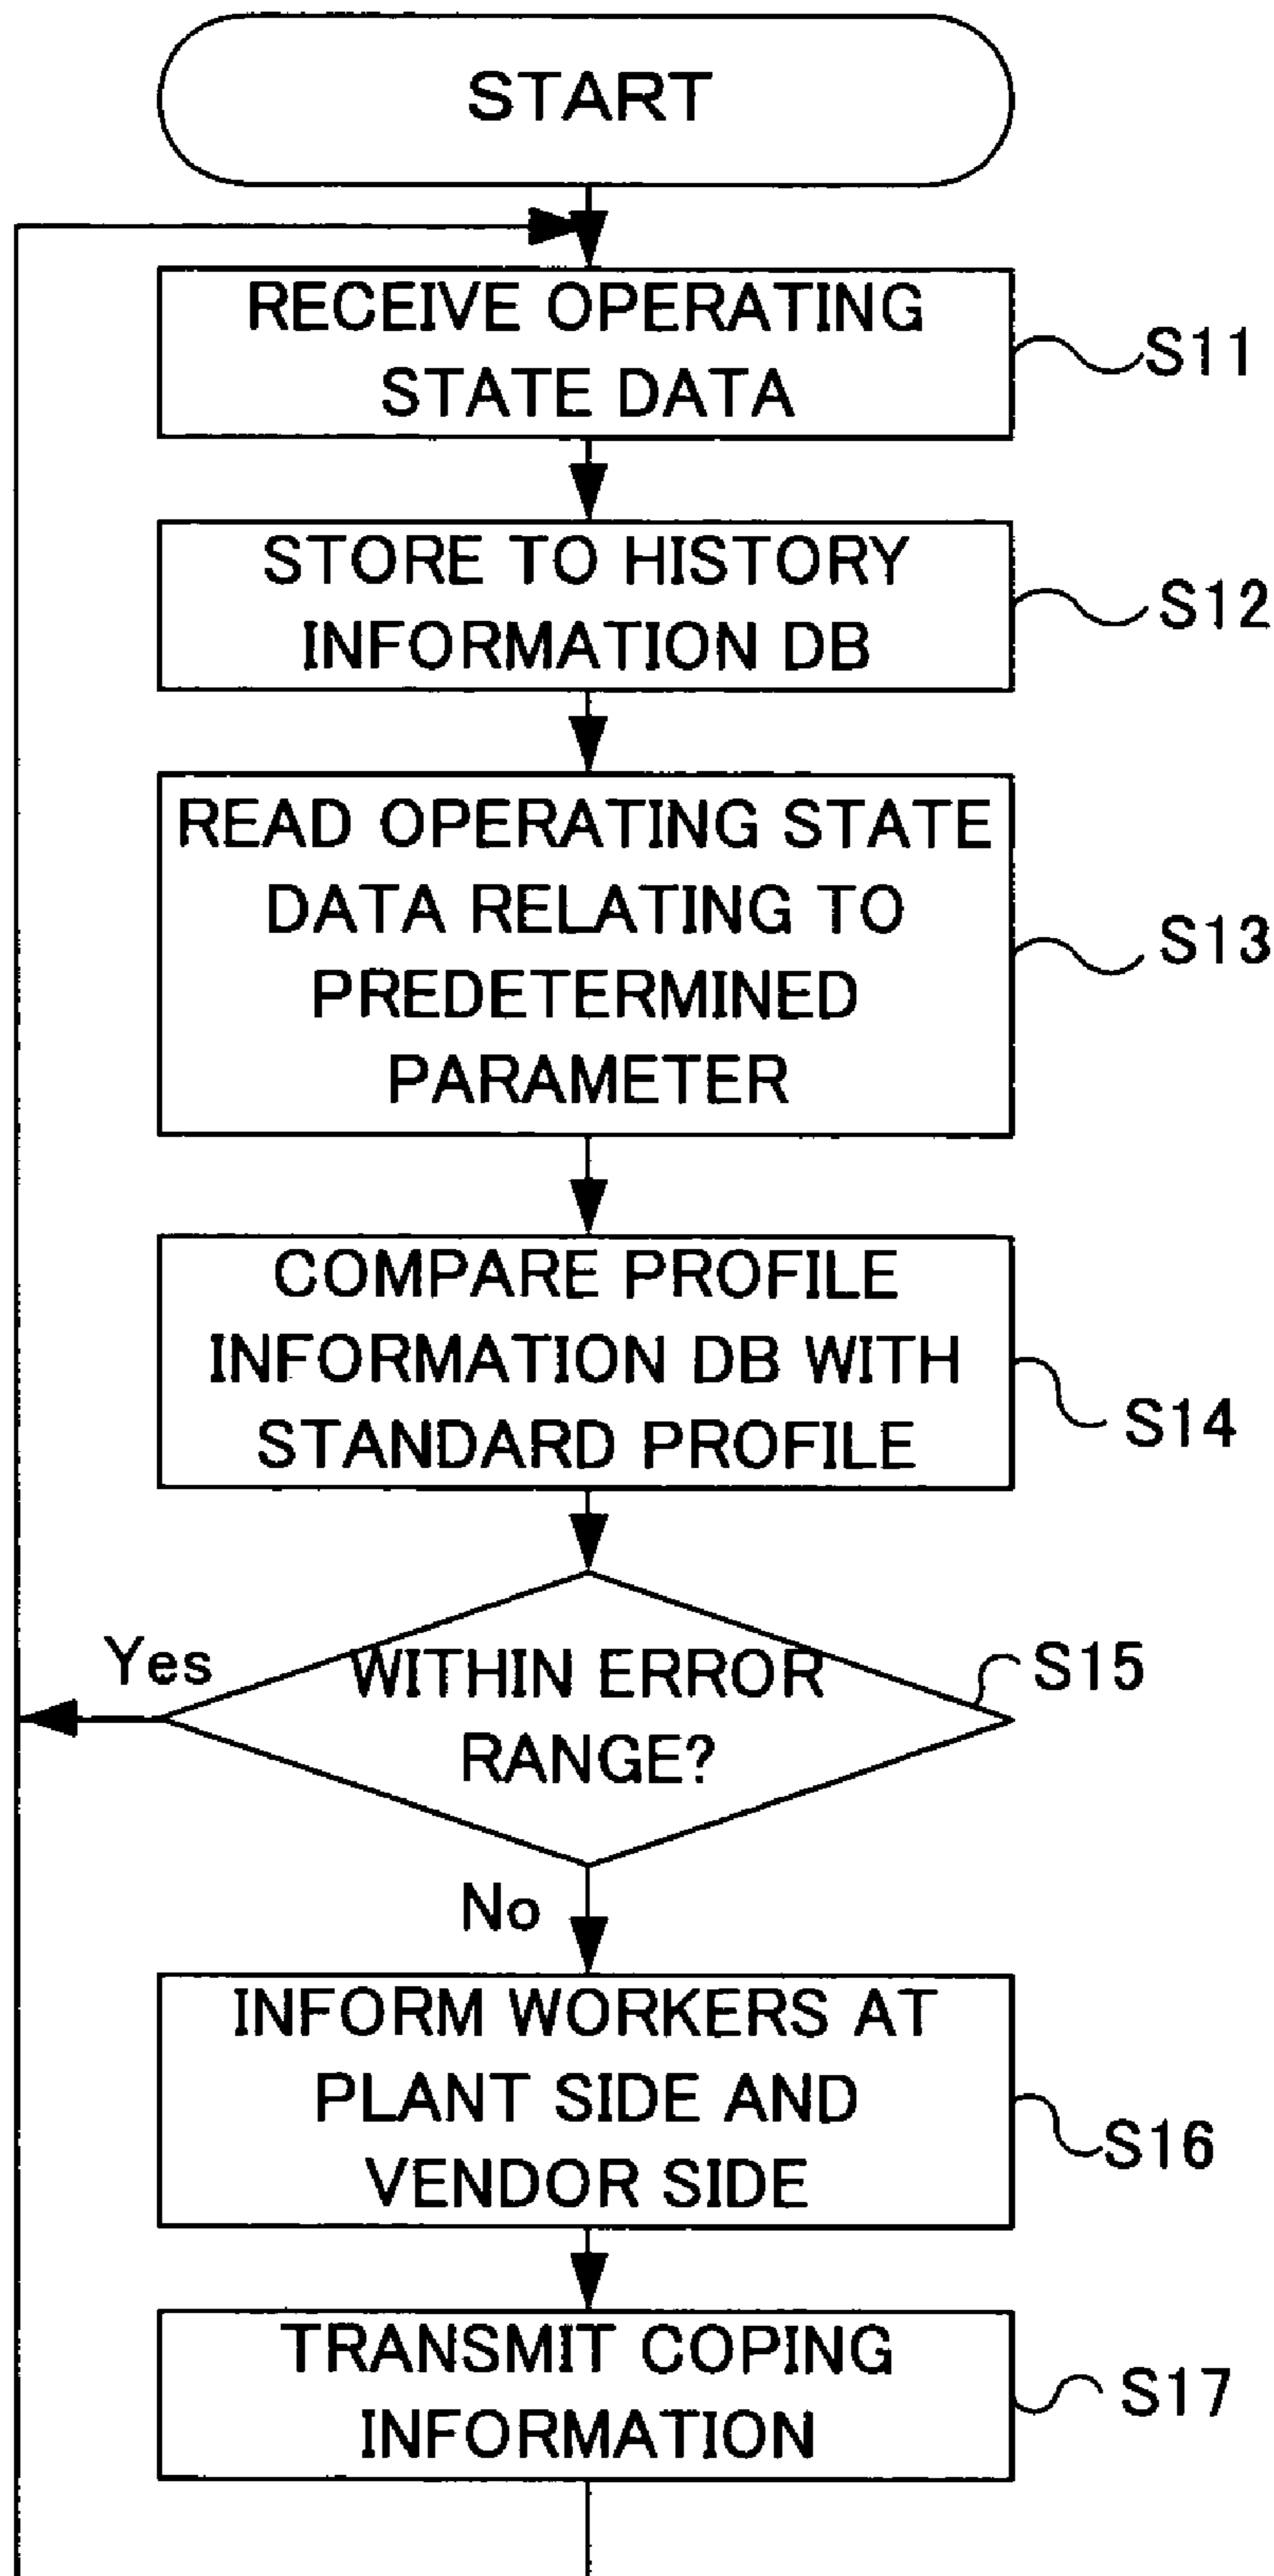 START
RECEIVE OPERATING
STATE DATA
S11
STORE TO HISTORY
INFORMATION DB
S12
READ OPERATING STATE
DATA RELATING TO
PREDETERMINED
PARAMETER
S13
COMPARE PROFILE
INFORMATION DB WITH
STANDARD PROFILE
S14
Yes
WITHIN ERROR
RANGE?
S15
No
INFORM WORKERS AT
PLANT SIDE AND
VENDOR SIDE
S16
TRANSMIT COPING
INFORMATION
S17